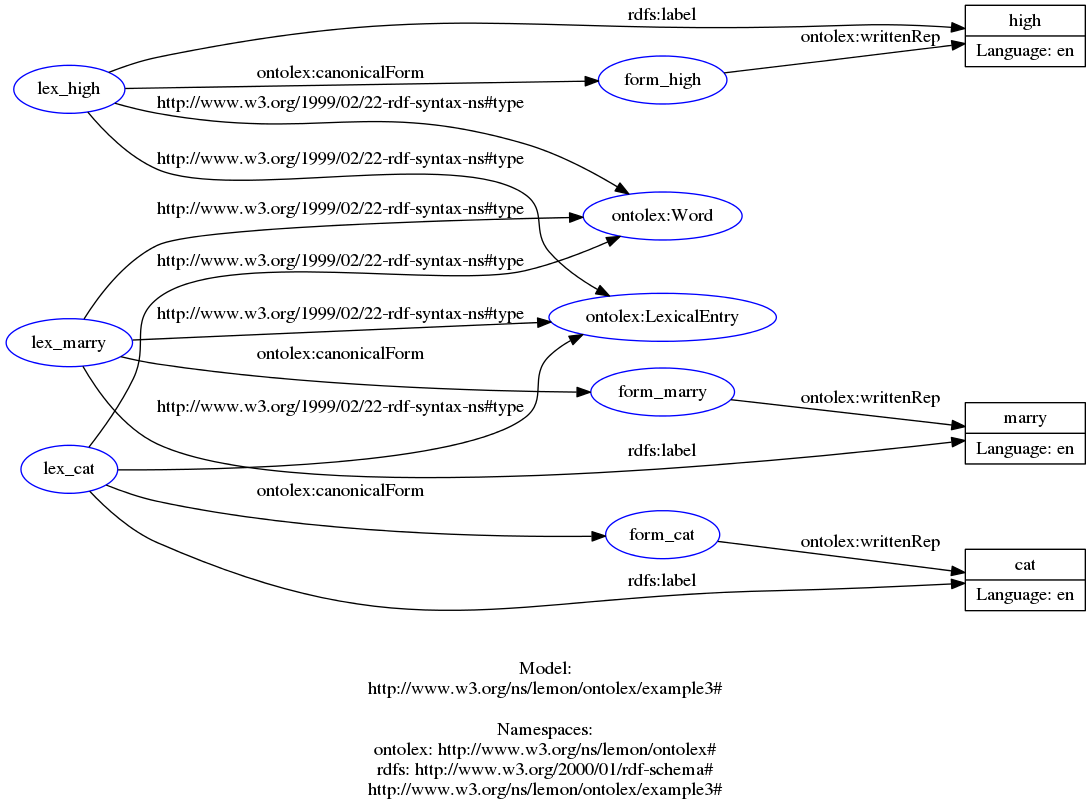 rdfs:label
high
Language: en
ontolex:writtenRep
lex_high
ontolex:canonicalForm
form_high
http://www.w3.org/1999/02/22-rdf-syntax-ns#type
http://www.w3.org/1999/02/22-rdf-syntax-ns#type
http://www.w3.org/1999/02/22-rdf-syntax-ns#type
ontolex:Word
http://www.w3.org/1999/02/22-rdf-syntax-ns#type
http://www.w3.org/1999/02/22-rdf-syntax-ns#type
ontolex:LexicalEntry
lex_marry
ontolex:canonicalForm
form_marry
ontolex:writtenRep
marry
Language: en
http://www.w3.org/1999/02/22-rdf-syntax-ns#type
rdfs:label
lex_cat
ontolex:canonicalForm
form_cat
ontolex:writtenRep
cat
Language: en
rdfs:label
Model:
http://www.w3.org/ns/lemon/ontolex/example3#
Namespaces:
ontolex: http://www.w3.org/ns/lemon/ontolex#
rdfs: http://www.w3.org/2000/01/rdf-schema#
http://www.w3.org/ns/lemon/ontolex/example3#